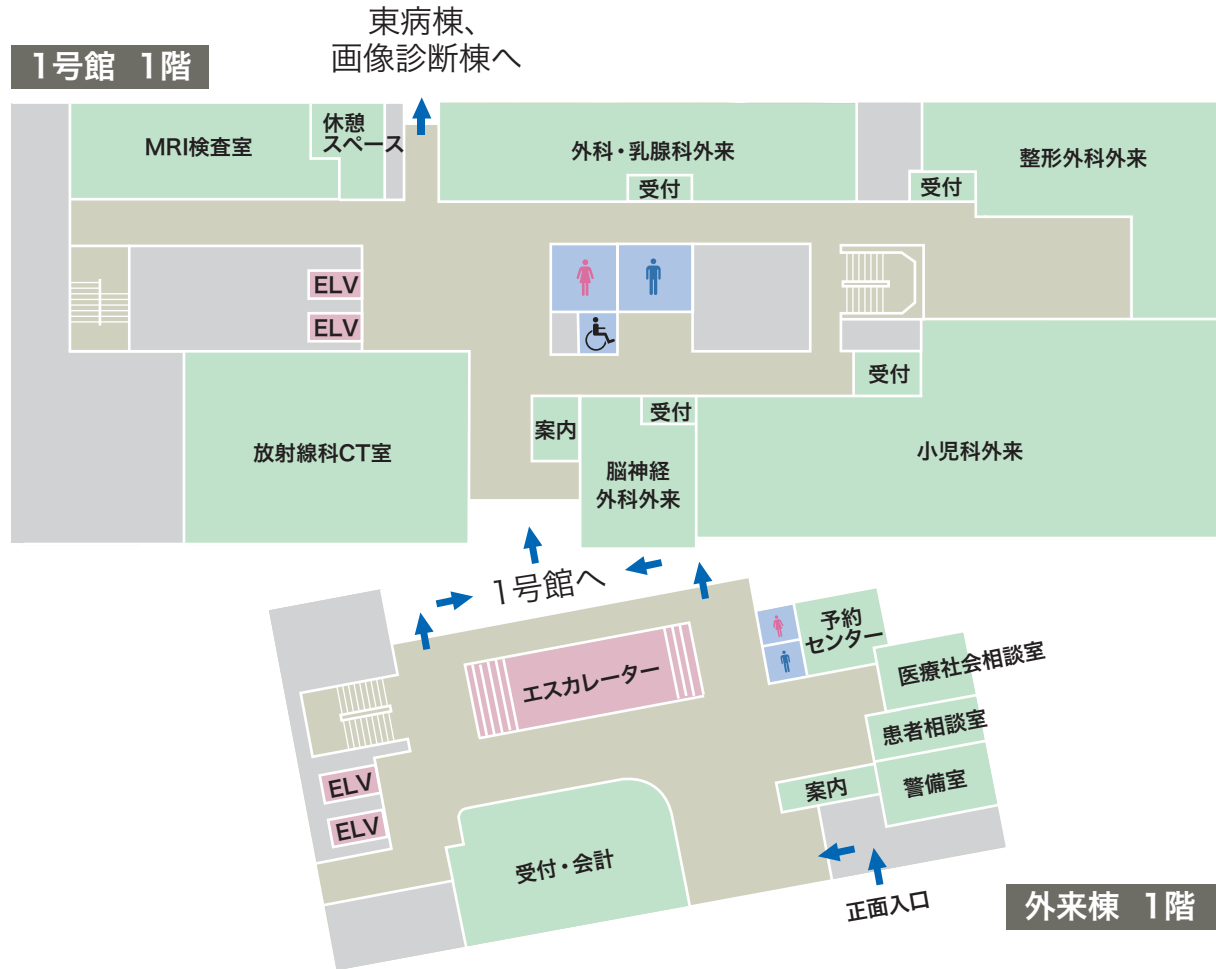 東病棟、
画像診断棟へ
1号館 1階
MRI検査室
休憩
スペース
外科・乳腺科外来
受付
整形外科外来
受付
ELV
ELV
受付
放射線科CT室
案内
受付
脳神経
外科外来
小児科外来
1号館へ
予約
センター
医療社会相談室
エスカレーター
患者相談室
警備室
案内
ELV
ELV
受付・会計
正面入口
外来棟 1階